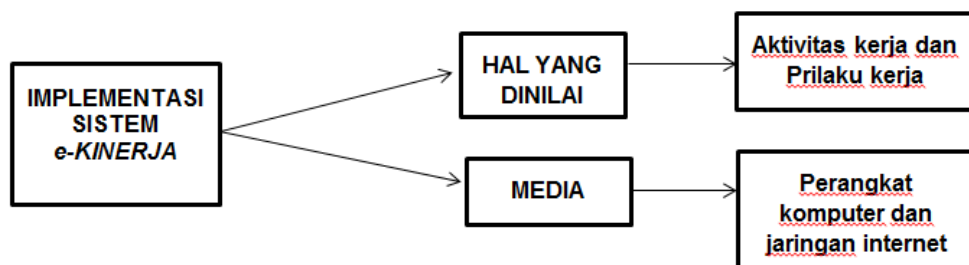 IMPLEMENTASI
SISTEM
e-KINERJA
HAL YANG
DINILAI
Aktivitas kerja dan
Prilaku kerja
MEDIA
Perangkat
komputer dan
jaringan internet